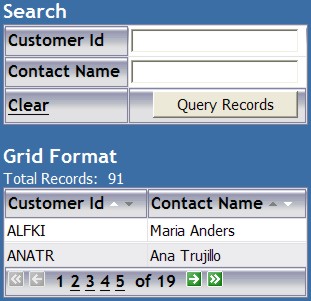 Search
Customer Id
Contact Name
Clear Query Records
Grid Format
Total Records: 91
Customer Id Contact Name
ALFKI Maria Anders
ANATR Ana Trujillo
1 2 3 4 5 of 19